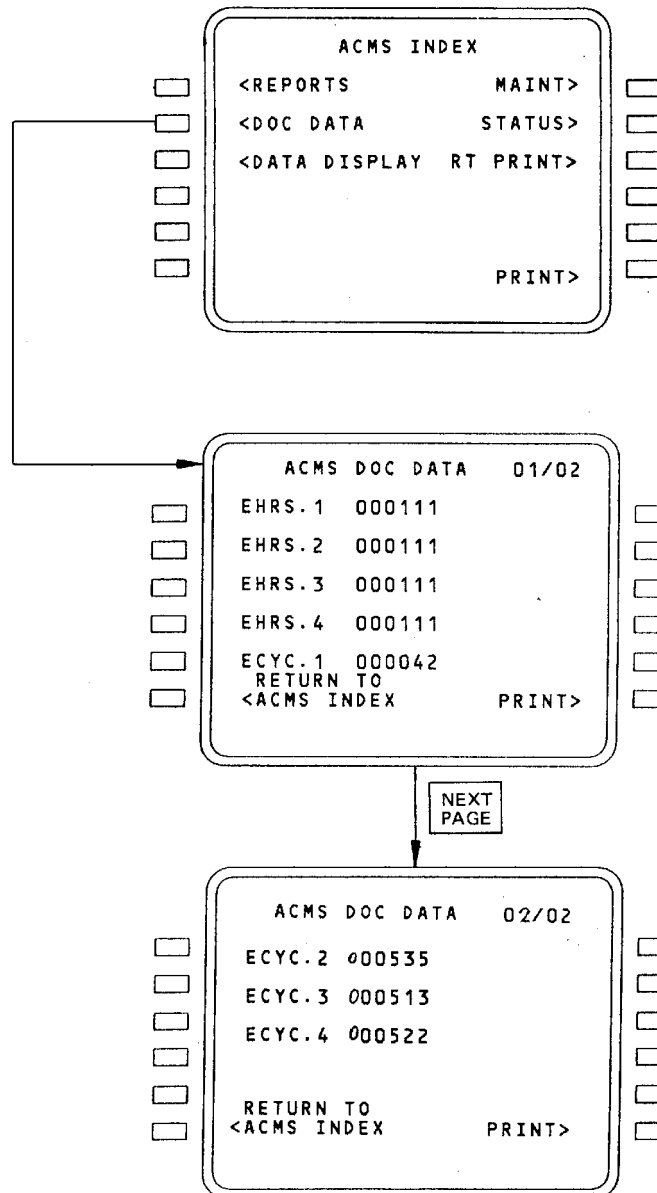 ACMS INDEX
<REPORTS MAINT>
<DOC DATA STATUS>
<DATA DISPLAY RT PRINT>
PRINT>
ACMS DOC DATA 01/02
EHRS.1 000111
EHRS.2 000111
EHRS.3 000111
EHRS.4 000111
ECYC.1 000042
RETURN TO
<ACMS INDEX PRINT>
NEXT
PAGE
ACMS DOC DATA 02/02
ECYC.2 000535
ECYC.3 000513
ECYC.4 000522
RETURN TO
<ACMS INDEX PRINT>